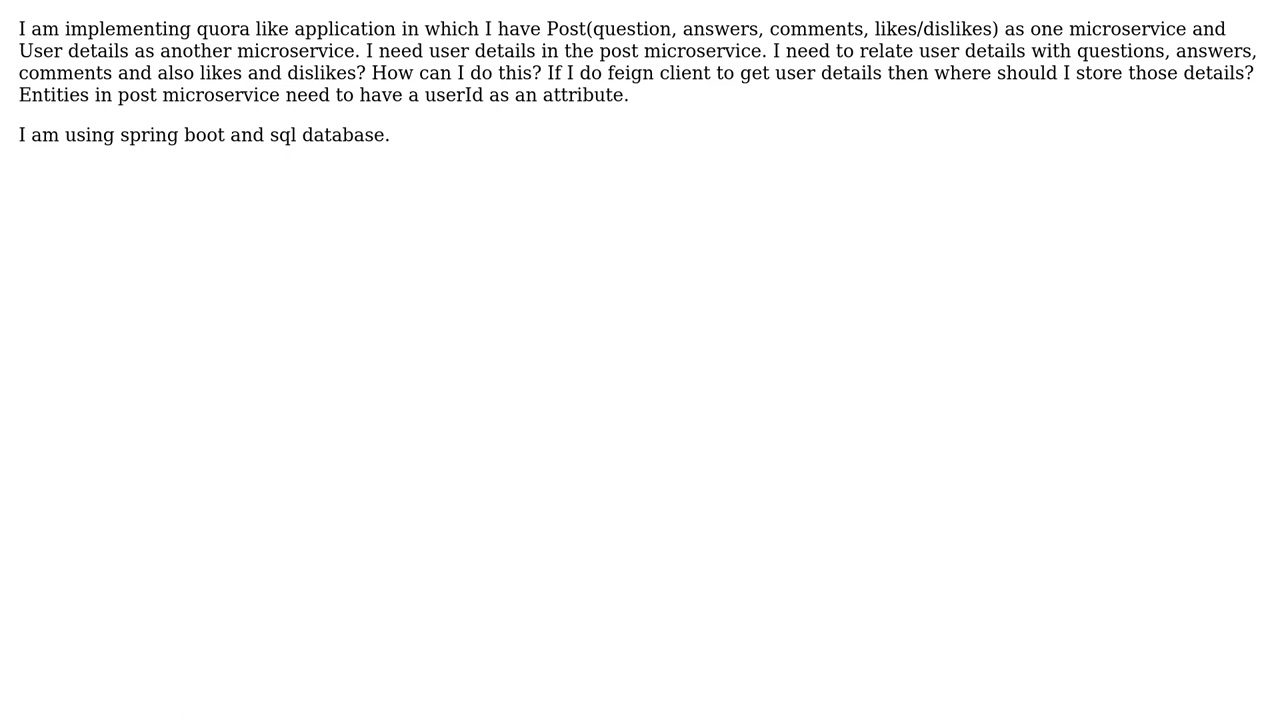 I am implementing quora like application in which I have Post(question, answers, comments, likes/dislikes) as one microservice and
User details as another microservice. I need user details in the post microservice. I need to relate user details with questions, answers,
comments and also likes and dislikes? How can I do this? If I do feign client to get user details then where should I store those details?
Entities in post microservice need to have a userId as an attribute.
I am using spring boot and sql database.